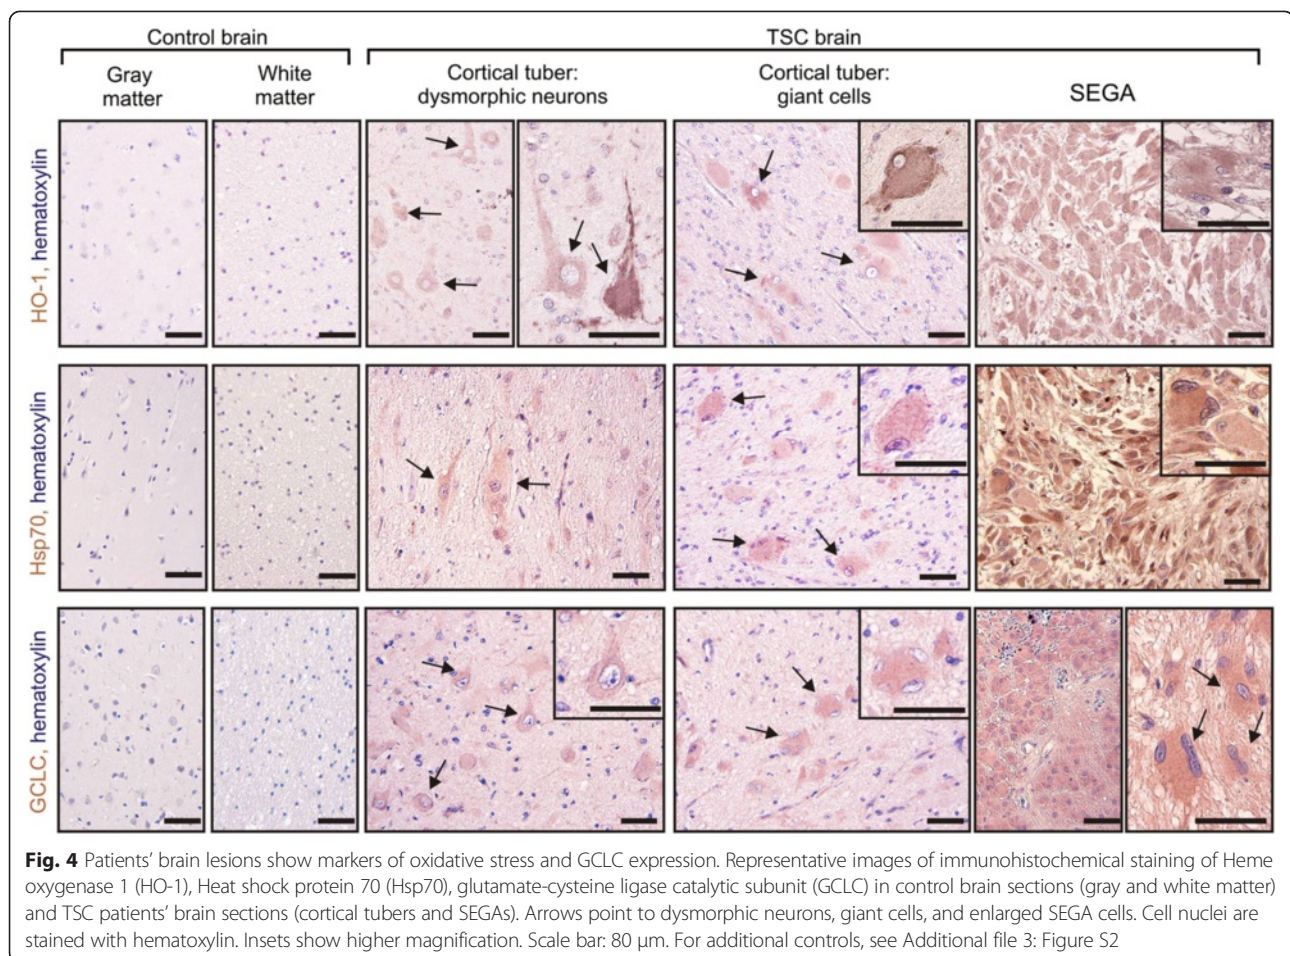 Control brain
TSC brain
Gray
matter
White
matter
Cortical tuber:
dysmorphic neurons
Cortical tuber:
giant cells
SEGA
HO-1, hematoxylin
Hsp70, hematoxylin
GCLC, hematoxylin
Fig. 4 Patients’ brain lesions show markers of oxidative stress and GCLC expression. Representative images of immunohistochemical staining of Heme
oxygenase 1 (HO-1), Heat shock protein 70 (Hsp70), glutamate-cysteine ligase catalytic subunit (GCLC) in control brain sections (gray and white matter)
and TSC patients’ brain sections (cortical tubers and SEGAs). Arrows point to dysmorphic neurons, giant cells, and enlarged SEGA cells. Cell nuclei are
stained with hematoxylin. Insets show higher magnification. Scale bar: 80 μm. For additional controls, see Additional file 3: Figure S2